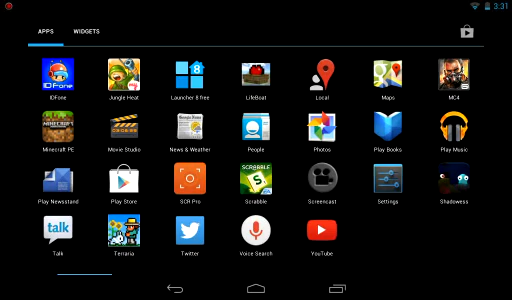 3:31
APPS WIDGETS
IDFone Jungle Heat Launcher 8 free LifeBoat Local Maps MC4
Minecraft PE Movie Studio News & Weather People Photos Play Books Play Music
Play Newsstand Play Store SCR Pro Scrabble Screencast Settings Shadowess
talk
Talk Terraria Twitter Voice Search YouTube